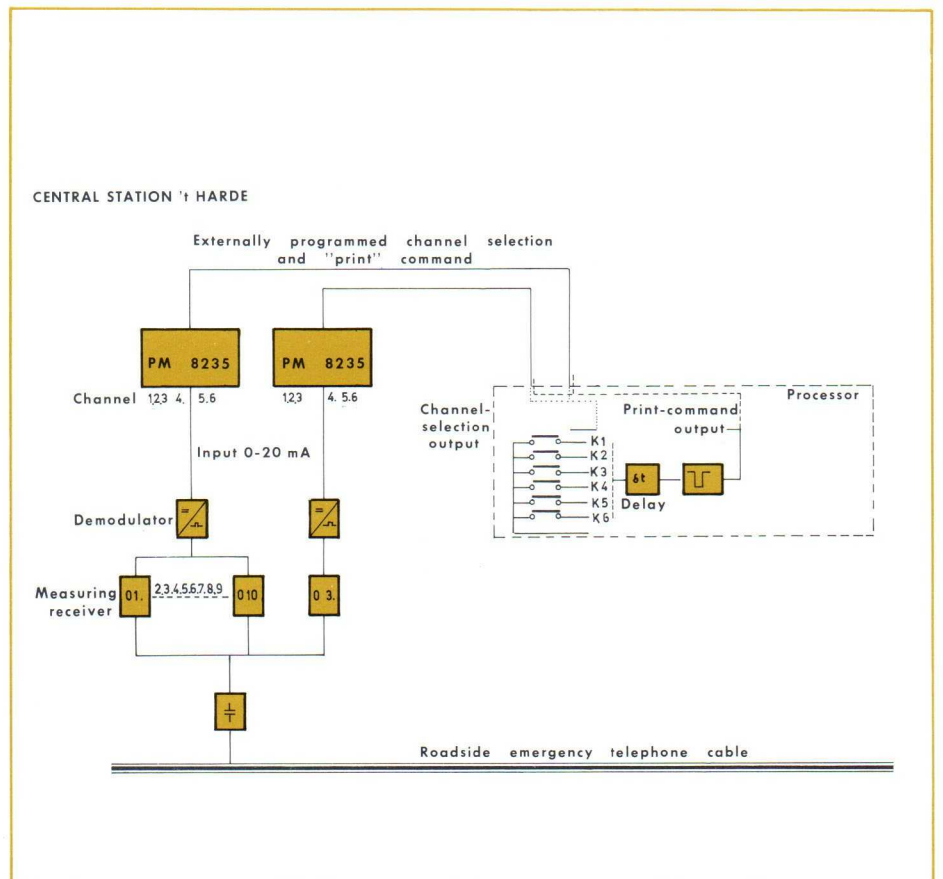 CENTRAL STATION 't HARDE
Externally programmed channel selection
and "print" command
PM 8235
PM 8235
Channel 1,2,3 4. 5.6
1,2,3 4. 5.6
Input 0-20 mA
Demodulator
Measuring
receiver
01.
2,3,4,5,6,7,8,9
010
0 3.
Processor
Channel-
selection
output
Print-command
output
K1
K2
K3
K4
K5
K6
δt
Delay
Roadside emergency telephone cable